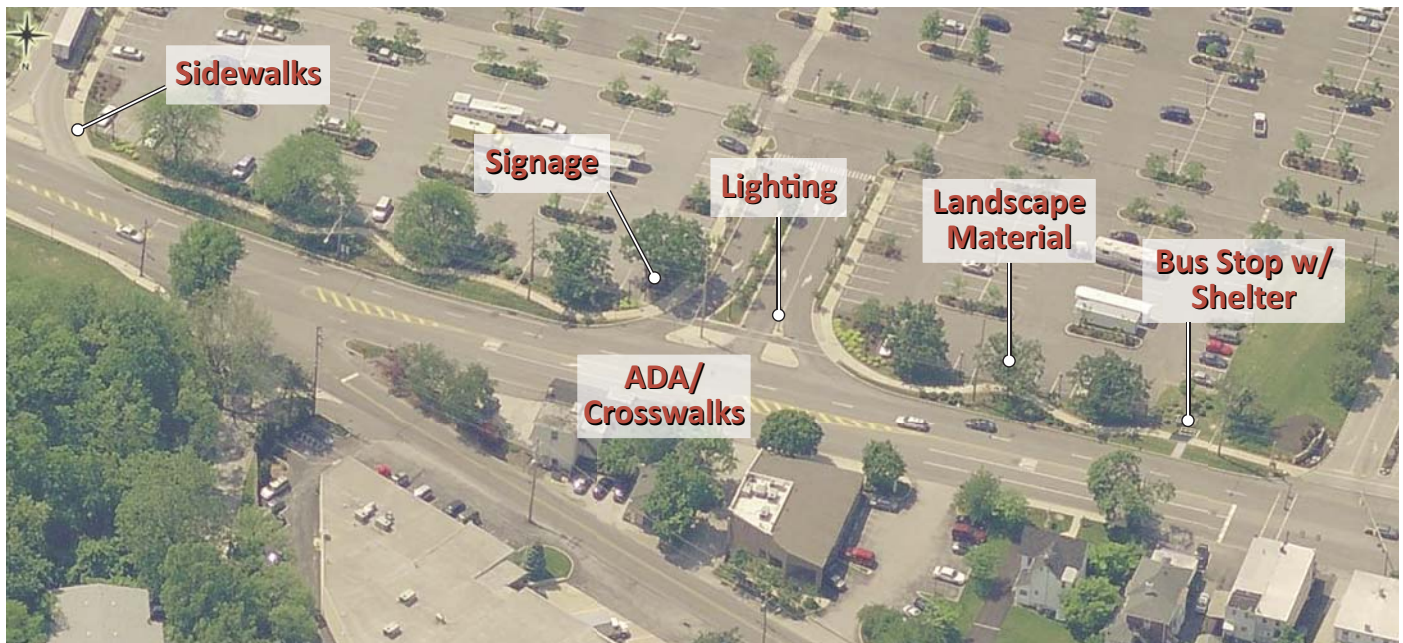 N
Sidewalks
Signage
Lighting
Landscape
Material
Bus Stop w/
Shelter
ADA/
Crosswalks